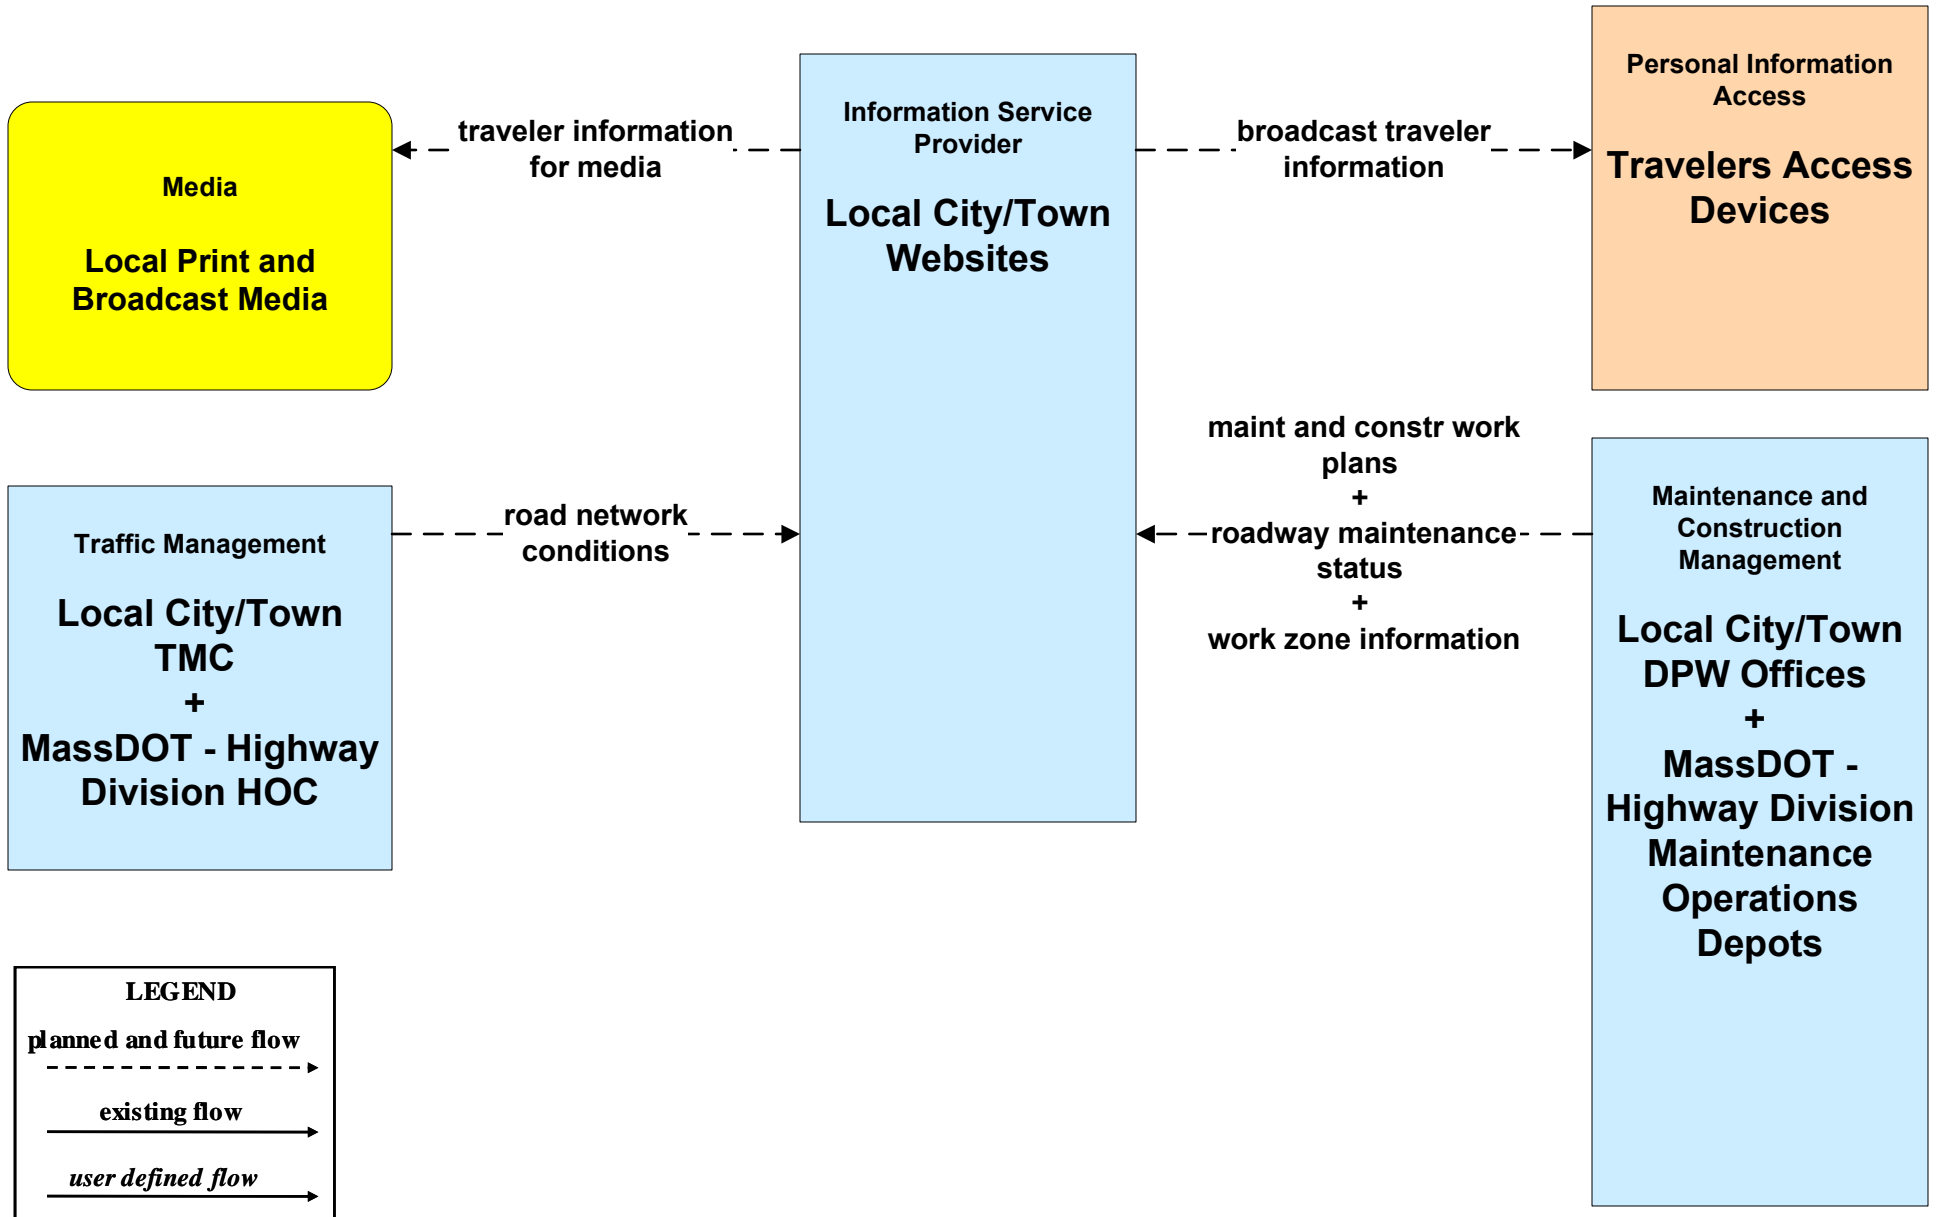 Personal Information
Access
Travelers Access
Devices
Information Service
Provider
Local City/Town
Websites
traveler information
for media
broadcast traveler
information
Media
Local Print and
Broadcast Media
maint and constr work
plans
+
roadway maintenance
status
+
work zone information
road network
conditions
Traffic Management
Local City/Town
TMC
+
MassDOT - Highway
Division HOC
Maintenance and
Construction
Management
Local City/Town
DPW Offices
+
MassDOT -
Highway Division
Maintenance
Operations
Depots
LEGEND
planned and future flow
existing flow
user defined flow